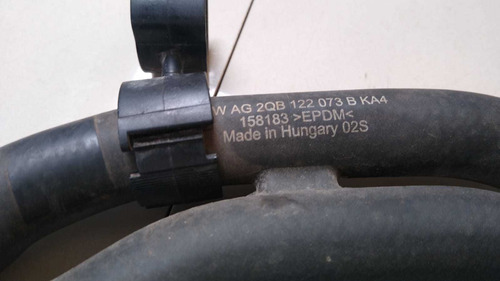 W AG 2QB 122 073 B KA4
158183 >EPDM<
Made in Hungary 02S